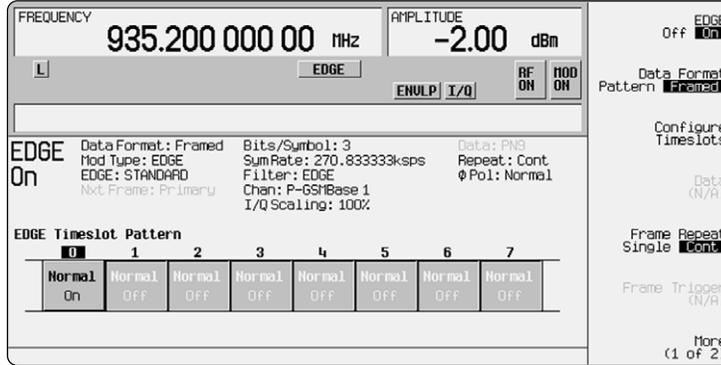 FREQUENCY
935.200 000 00 MHz
AMPLITUDE
-2.00 dBm
L
EDGE
ENVLP I/Q
RF ON
MOD ON
EDGE
On
Data Format: Framed
Mod Type: EDGE
EDGE: STANDARD
Nxt Frame: Primary
Bits/Symbol: 3
Sym Rate: 270.833333ksps
Filter: EDGE
Chan: P-GSMBase 1
I/Q Scaling: 100%
Data: PN9
Repeat: Cont
ϕ Pol: Normal
EDGE Timeslot Pattern
0 1 2 3 4 5 6 7
Normal Normal Normal Normal Normal Normal Normal Normal
On Off Off Off Off Off Off Off
EDGE
Off On
Data Format
Pattern Framed
Configure
Timeslots
Data
(N/A
Frame Repeat
Single Cont
Frame Trigger
(N/A
More
(1 of 2